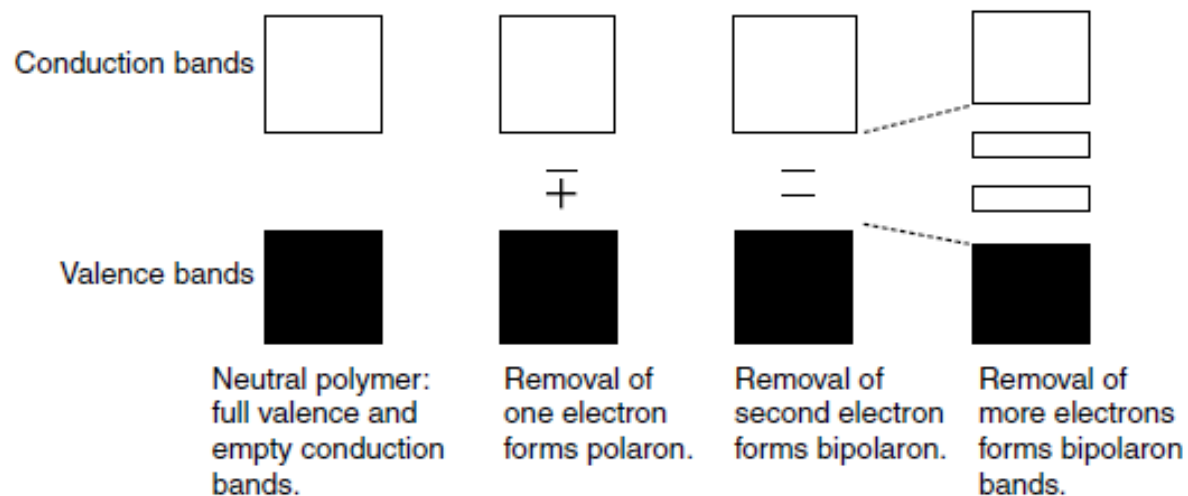 Conduction bands
Valence bands
Neutral polymer:
full valence and
empty conduction
bands.
Removal of
one electron
forms polaron.
Removal of
second electron
forms bipolaron.
Removal of
more electrons
forms bipolaron
bands.